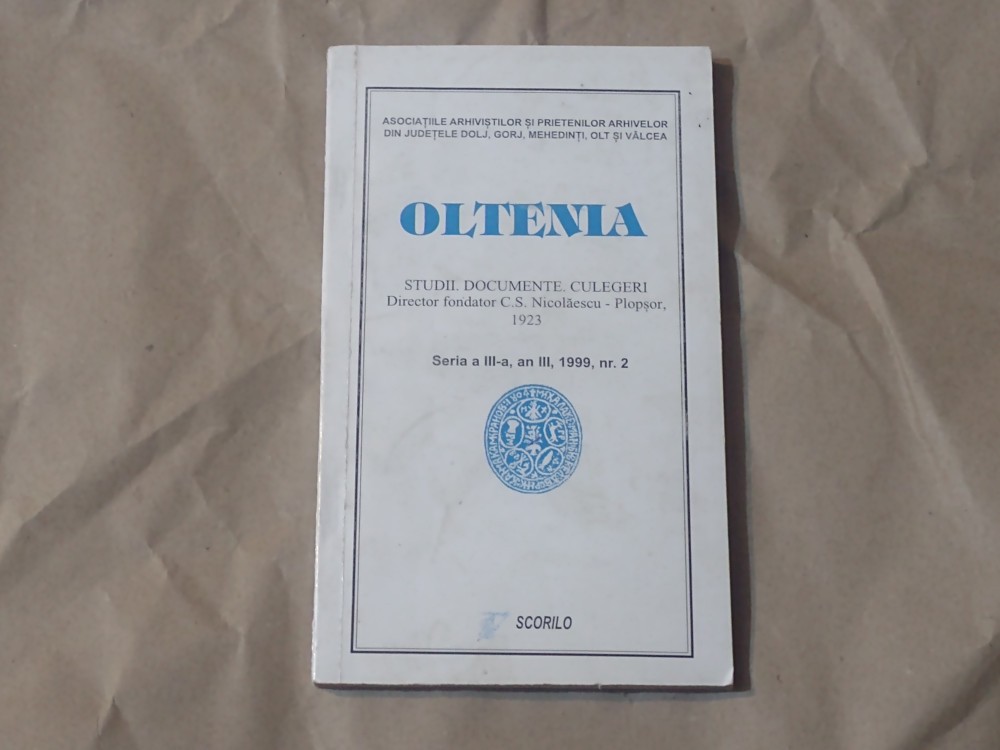 ASOCIAȚIILE ARHIVIȘTILOR ȘI PRIETENILOR ARHIVELOR
DIN JUDEȚELE DOLJ, GORJ, MEHEDINȚI, OLT ȘI VÂLCEA
OLTENIA
STUDII. DOCUMENTE. CULEGERI
Director fondator C.S. Nicolăescu - Plopșor,
1923
Seria a III-a, an III, 1999, nr. 2
SCORILO